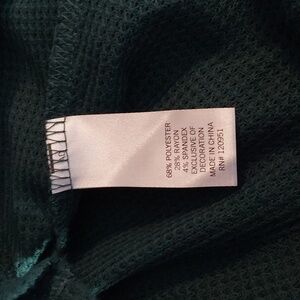 68% POLYESTER
28% RAYON
4% SPANDEX
EXCLUSIVE OF
DECORATION
MADE IN CHINA
RN# 120951